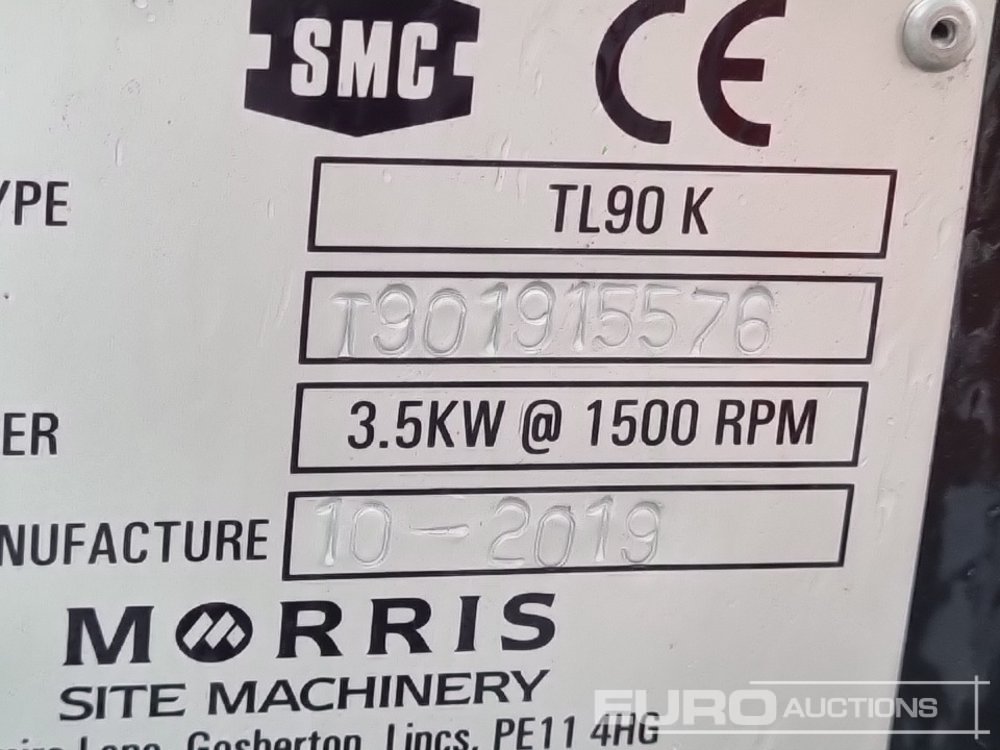 SMC CE
YPE TL90 K
T901915576
ER 3.5KW @ 1500 RPM
NUFACTURE 10-2019
MORRIS
SITE MACHINERY
Lane, Gosberton, Lincs, PE11 4HG
EURO AUCTIONS